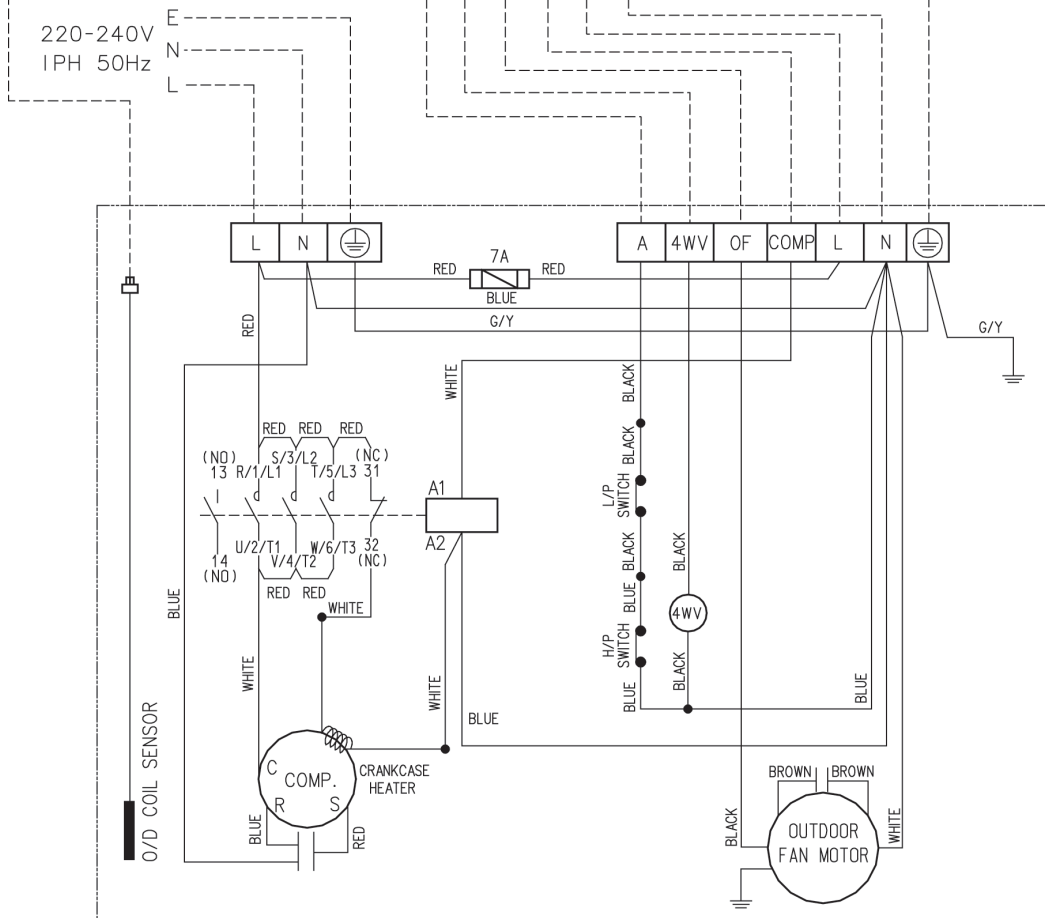 E
220-240V
N
1PH 50Hz
L
L N
A 4WV OF COMP L N
7A
RED RED
BLUE
G/Y
G/Y
RED
WHITE
BLACK
BLACK
RED RED RED
(NO) S/3/L2 (NC)
13 R/1/L1 T/5/L3 31
L/P
SWITCH
A1
A2
U/2/T1 W/6/T3 32
14 V/4/T2 (NC)
(NO)
RED RED
BLACK
BLACK
BLUE
BLUE
WHITE
4WV
H/P
SWITCH
WHITE
WHITE
BLUE
BLACK
BLUE
BLUE
O/D COIL SENSOR
C
COMP.
R S
CRANKCASE
HEATER
BLUE
RED
BROWN BROWN
BLACK
OUTDOOR
FAN MOTOR
WHITE